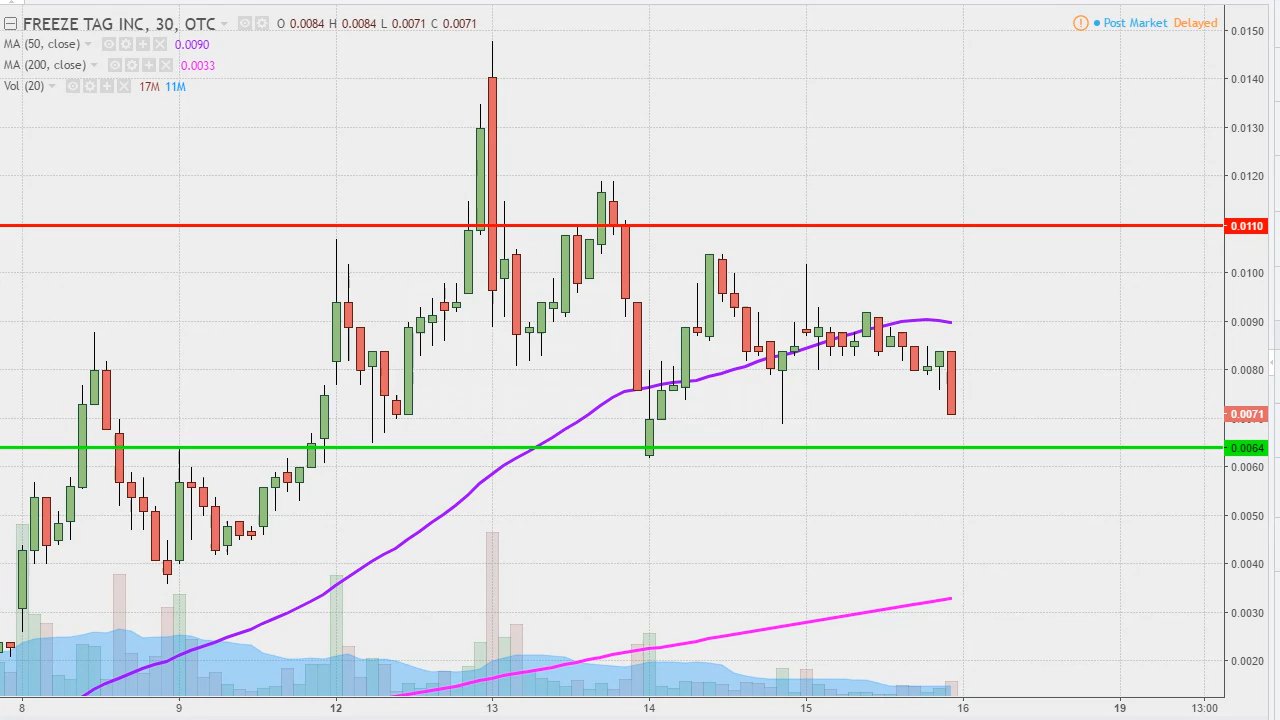 FREEZE TAG INC, 30, OTC O 0.0084 H 0.0084 L 0.0071 C 0.0071
MA (50, close) 0.0090
MA (200, close) 0.0033
Vol (20) 17M 11M
Post Market Delayed
0.0150
0.0140
0.0130
0.0120
0.0110
0.0100
0.0090
0.0080
0.0071
0.0064
0.0060
0.0050
0.0040
0.0030
0.0020
8 9 12 13 14 15 16 19 13:00